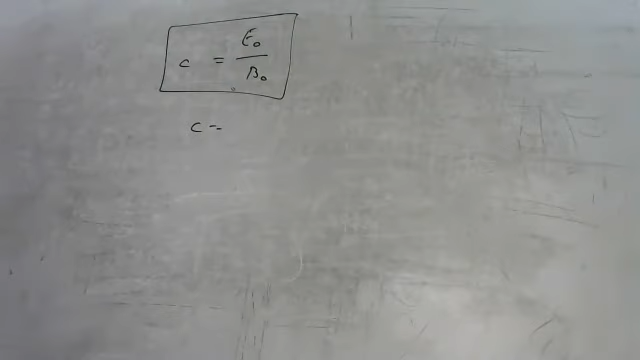 c = E₀/B₀
c =